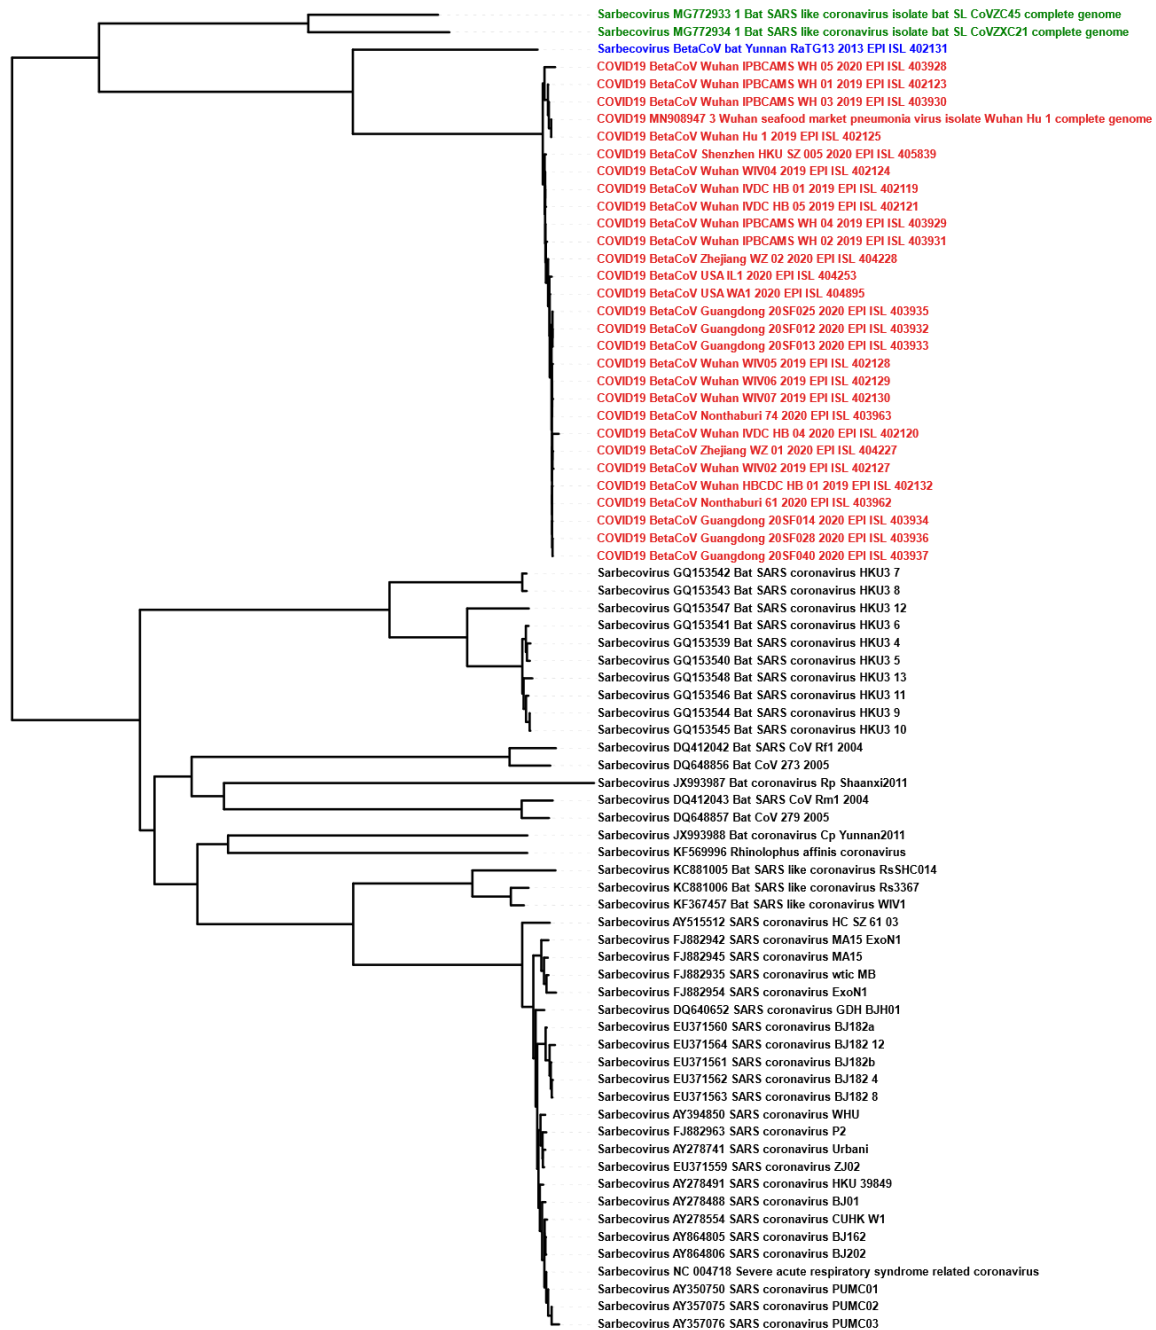 Sarbecovirus MG772933 1 Bat SARS like coronavirus isolate bat SL CoVZC45 complete genome
Sarbecovirus MG772934 1 Bat SARS like coronavirus isolate bat SL CoVZXC21 complete genome
Sarbecovirus BetaCoV bat Yunnan RaTG13 2013 EPI ISL 402131
COVID19 BetaCoV Wuhan IPBCAMS WH 05 2020 EPI ISL 403928
COVID19 BetaCoV Wuhan IPBCAMS WH 01 2019 EPI ISL 402123
COVID19 BetaCoV Wuhan IPBCAMS WH 03 2019 EPI ISL 403930
COVID19 MN908947 3 Wuhan seafood market pneumonia virus isolate Wuhan Hu 1 complete genome
COVID19 BetaCoV Wuhan Hu 1 2019 EPI ISL 402125
COVID19 BetaCoV Shenzhen HKU SZ 005 2020 EPI ISL 405839
COVID19 BetaCoV Wuhan WIV04 2019 EPI ISL 402124
COVID19 BetaCoV Wuhan IVDC HB 01 2019 EPI ISL 402119
COVID19 BetaCoV Wuhan IVDC HB 05 2019 EPI ISL 402121
COVID19 BetaCoV Wuhan IPBCAMS WH 04 2019 EPI ISL 403929
COVID19 BetaCoV Wuhan IPBCAMS WH 02 2019 EPI ISL 403931
COVID19 BetaCoV Zhejiang WZ 02 2020 EPI ISL 404228
COVID19 BetaCoV USA IL1 2020 EPI ISL 404253
COVID19 BetaCoV USA WA1 2020 EPI ISL 404895
COVID19 BetaCoV Guangdong 20SF025 2020 EPI ISL 403935
COVID19 BetaCoV Guangdong 20SF012 2020 EPI ISL 403932
COVID19 BetaCoV Guangdong 20SF013 2020 EPI ISL 403933
COVID19 BetaCoV Wuhan WIV05 2019 EPI ISL 402128
COVID19 BetaCoV Wuhan WIV06 2019 EPI ISL 402129
COVID19 BetaCoV Wuhan WIV07 2019 EPI ISL 402130
COVID19 BetaCoV Nonthaburi 74 2020 EPI ISL 403963
COVID19 BetaCoV Wuhan IVDC HB 04 2020 EPI ISL 402120
COVID19 BetaCoV Zhejiang WZ 01 2020 EPI ISL 404227
COVID19 BetaCoV Wuhan WIV02 2019 EPI ISL 402127
COVID19 BetaCoV Wuhan HBCDC HB 01 2019 EPI ISL 402132
COVID19 BetaCoV Nonthaburi 61 2020 EPI ISL 403962
COVID19 BetaCoV Guangdong 20SF014 2020 EPI ISL 403934
COVID19 BetaCoV Guangdong 20SF028 2020 EPI ISL 403936
COVID19 BetaCoV Guangdong 20SF040 2020 EPI ISL 403937
Sarbecovirus GQ153542 Bat SARS coronavirus HKU3 7
Sarbecovirus GQ153543 Bat SARS coronavirus HKU3 8
Sarbecovirus GQ153547 Bat SARS coronavirus HKU3 12
Sarbecovirus GQ153541 Bat SARS coronavirus HKU3 6
Sarbecovirus GQ153539 Bat SARS coronavirus HKU3 4
Sarbecovirus GQ153540 Bat SARS coronavirus HKU3 5
Sarbecovirus GQ153548 Bat SARS coronavirus HKU3 13
Sarbecovirus GQ153546 Bat SARS coronavirus HKU3 11
Sarbecovirus GQ153544 Bat SARS coronavirus HKU3 9
Sarbecovirus GQ153545 Bat SARS coronavirus HKU3 10
Sarbecovirus DQ412042 Bat SARS CoV Rf1 2004
Sarbecovirus DQ648856 Bat CoV 273 2005
Sarbecovirus JX993987 Bat coronavirus Rp Shaanxi2011
Sarbecovirus DQ412043 Bat SARS CoV Rm1 2004
Sarbecovirus DQ648857 Bat CoV 279 2005
Sarbecovirus JX993988 Bat coronavirus Cp Yunnan2011
Sarbecovirus KF569996 Rhinolophus affinis coronavirus
Sarbecovirus KC881005 Bat SARS like coronavirus RsSHC014
Sarbecovirus KC881006 Bat SARS like coronavirus Rs3367
Sarbecovirus KF367457 Bat SARS like coronavirus WIV1
Sarbecovirus AY515512 SARS coronavirus HC SZ 61 03
Sarbecovirus FJ882942 SARS coronavirus MA15 ExoN1
Sarbecovirus FJ882945 SARS coronavirus MA15
Sarbecovirus FJ882935 SARS coronavirus wtic MB
Sarbecovirus FJ882954 SARS coronavirus ExoN1
Sarbecovirus DQ640652 SARS coronavirus GDH BJH01
Sarbecovirus EU371560 SARS coronavirus BJ182a
Sarbecovirus EU371564 SARS coronavirus BJ182 12
Sarbecovirus EU371561 SARS coronavirus BJ182b
Sarbecovirus EU371562 SARS coronavirus BJ182 4
Sarbecovirus EU371563 SARS coronavirus BJ182 8
Sarbecovirus AY394850 SARS coronavirus WHU
Sarbecovirus FJ882963 SARS coronavirus P2
Sarbecovirus AY278741 SARS coronavirus Urbani
Sarbecovirus EU371559 SARS coronavirus ZJ02
Sarbecovirus AY278491 SARS coronavirus HKU 39849
Sarbecovirus AY278488 SARS coronavirus BJ01
Sarbecovirus AY278554 SARS coronavirus CUHK W1
Sarbecovirus AY864805 SARS coronavirus BJ162
Sarbecovirus AY864806 SARS coronavirus BJ202
Sarbecovirus NC 004718 Severe acute respiratory syndrome related coronavirus
Sarbecovirus AY350750 SARS coronavirus PUMC01
Sarbecovirus AY357075 SARS coronavirus PUMC02
Sarbecovirus AY357076 SARS coronavirus PUMC03